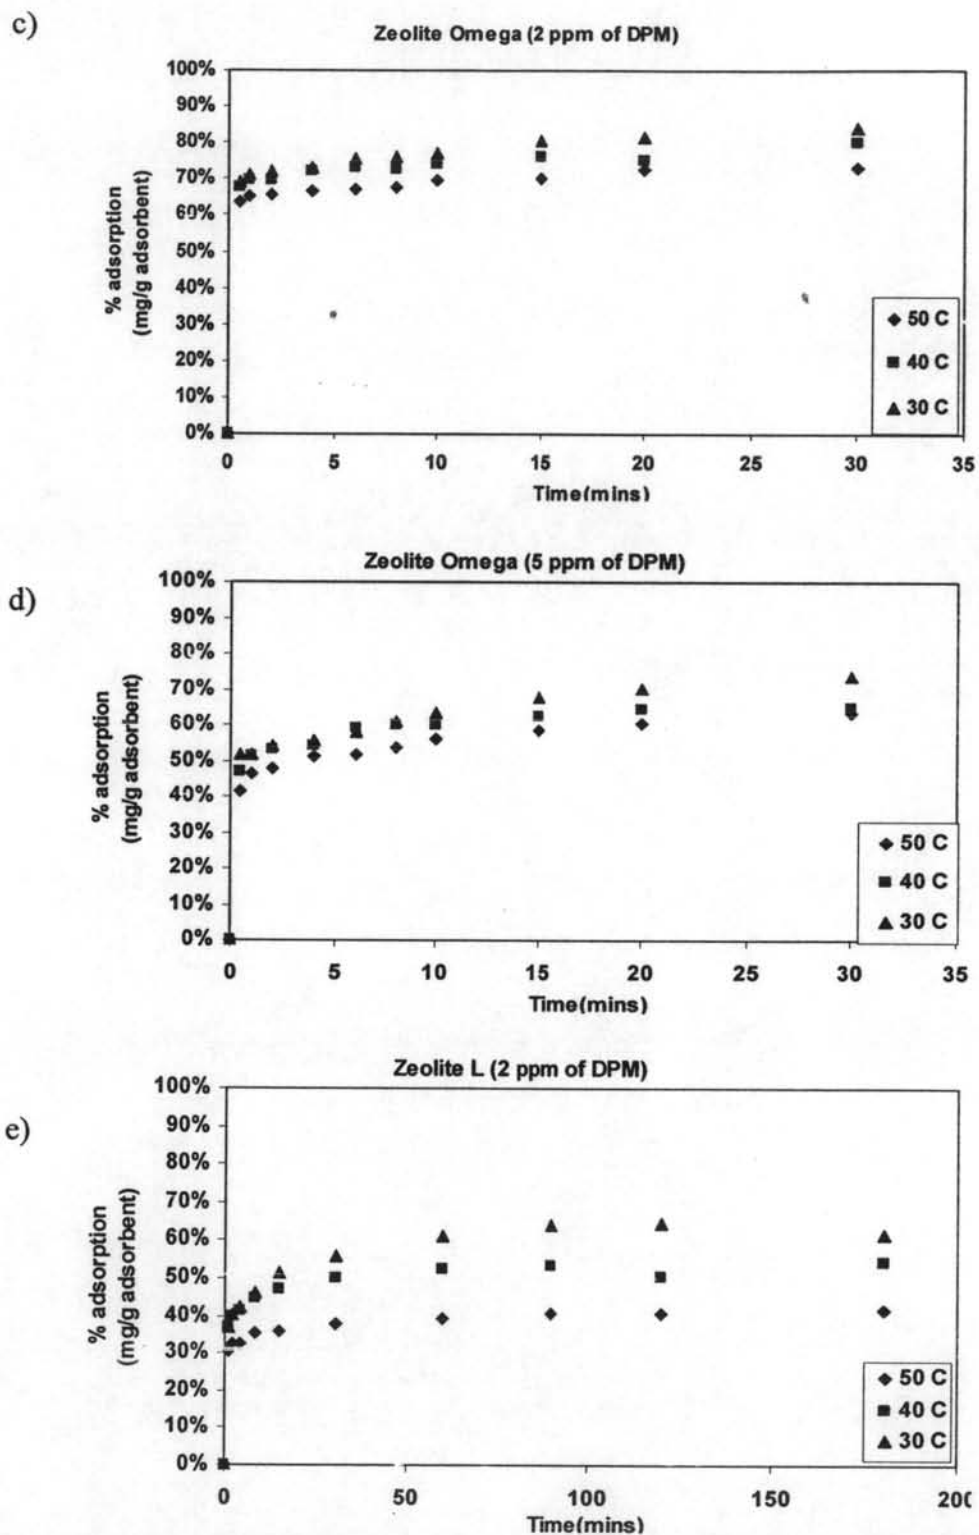 c)
Zeolite Omega (2 ppm of DPM)
100%
90%
80%
70%
60%
50%
40%
30%
20%
10%
0%
% adsorption
(mg/g adsorbent)
50 C
40 C
30 C
0 5 10 15 20 25 30 35
Time(mins)
d)
Zeolite Omega (5 ppm of DPM)
100%
90%
80%
70%
60%
50%
40%
30%
20%
10%
0%
% adsorption
(mg/g adsorbent)
50 C
40 C
30 C
0 5 10 15 20 25 30 35
Time(mins)
e)
Zeolite L (2 ppm of DPM)
100%
90%
80%
70%
60%
50%
40%
30%
20%
10%
0%
% adsorption
(mg/g adsorbent)
50 C
40 C
30 C
0 50 100 150 200
Time(mins)